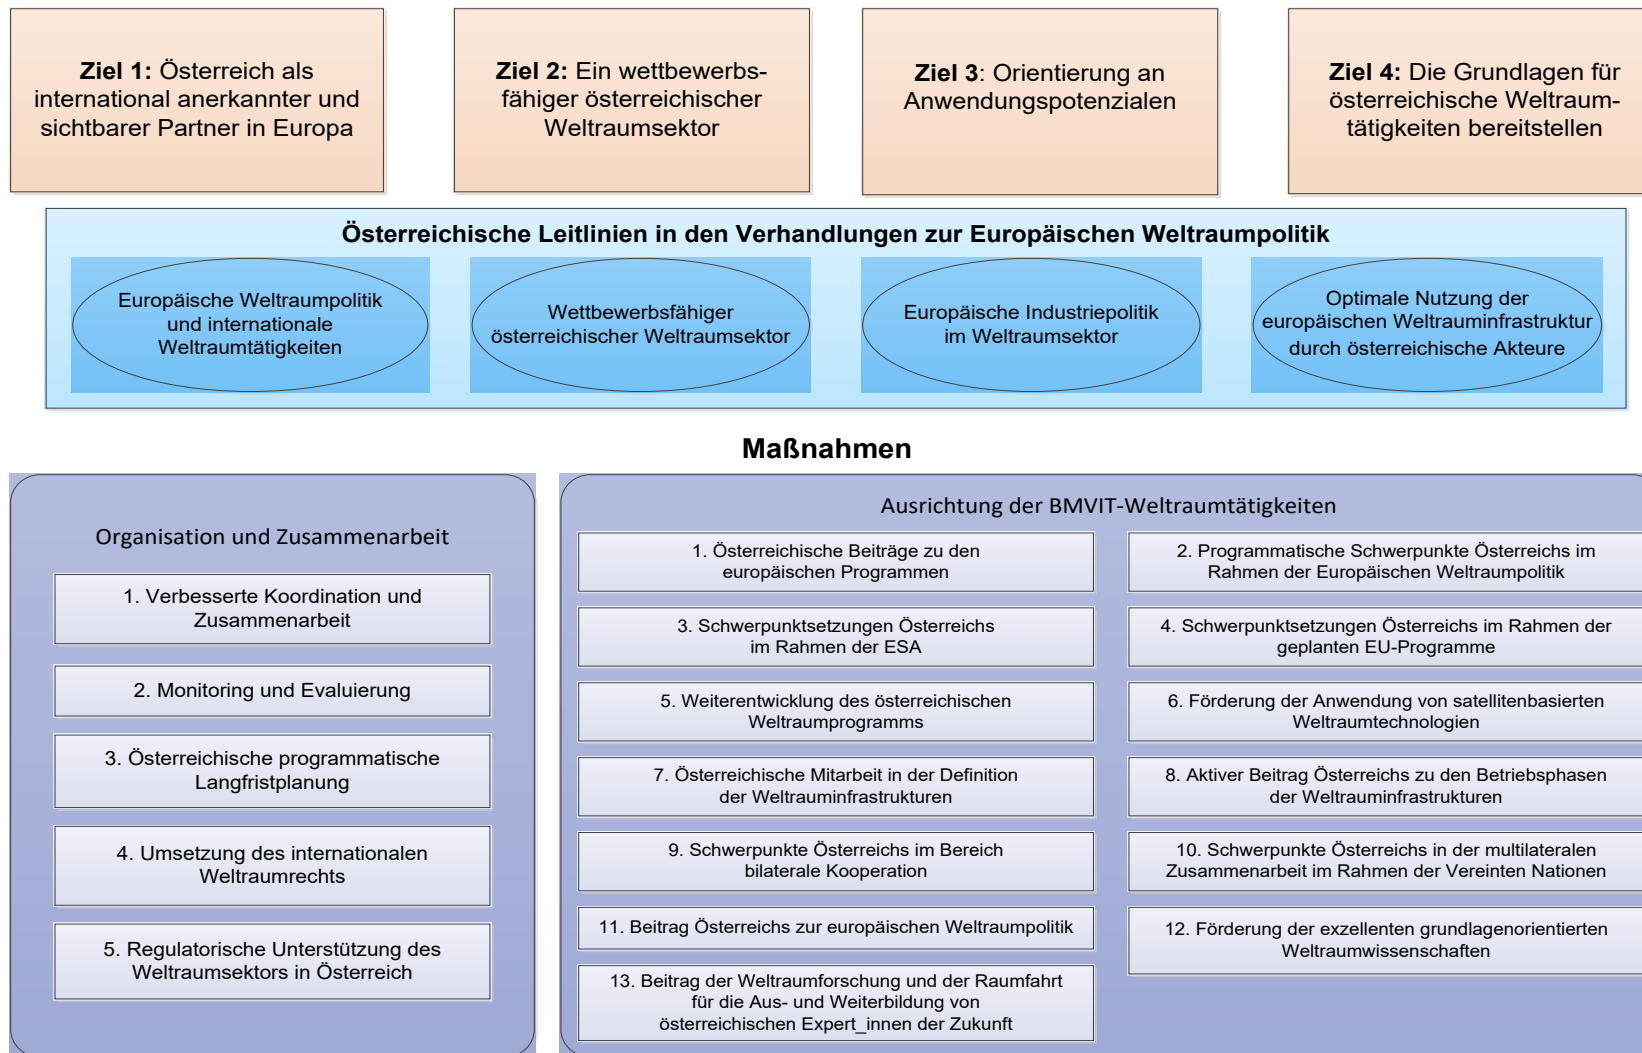 Ziel 1: Österreich als
international anerkannter und
sichtbarer Partner in Europa
Ziel 2: Ein wettbewerbs-
fähiger österreichischer
Weltraumsektor
Ziel 3: Orientierung an
Anwendungspotenzialen
Ziel 4: Die Grundlagen für
österreichische Weltraum-
tätigkeiten bereitstellen
Österreichische Leitlinien in den Verhandlungen zur Europäischen Weltraumpolitik
Europäische Weltraumpolitik
und internationale
Weltraumtätigkeiten
Wettbewerbsfähiger
österreichischer Weltraumsektor
Europäische Industriepolitik
im Weltraumsektor
Optimale Nutzung der
europäischen Weltrauminfrastruktur
durch österreichische Akteure
Maßnahmen
Organisation und Zusammenarbeit
1. Verbesserte Koordination und
Zusammenarbeit
2. Monitoring und Evaluierung
3. Österreichische programmatische
Langfristplanung
4. Umsetzung des internationalen
Weltraumrechts
5. Regulatorische Unterstützung des
Weltraumsektors in Österreich
Ausrichtung der BMVIT-Weltraumtätigkeiten
1. Österreichische Beiträge zu den
europäischen Programmen
2. Programmatische Schwerpunkte Österreichs im
Rahmen der Europäischen Weltraumpolitik
3. Schwerpunktsetzungen Österreichs
im Rahmen der ESA
4. Schwerpunktsetzungen Österreichs im Rahmen der
geplanten EU-Programme
5. Weiterentwicklung des österreichischen
Weltraumprogramms
6. Förderung der Anwendung von satellitenbasierten
Weltraumtechnologien
7. Österreichische Mitarbeit in der Definition
der Weltrauminfrastrukturen
8. Aktiver Beitrag Österreichs zu den Betriebsphasen
der Weltrauminfrastrukturen
9. Schwerpunkte Österreichs im Bereich
bilaterale Kooperation
10. Schwerpunkte Österreichs in der multilateralen
Zusammenarbeit im Rahmen der Vereinten Nationen
11. Beitrag Österreichs zur europäischen Weltraumpolitik
12. Förderung der exzellenten grundlagenorientierten
Weltraumwissenschaften
13. Beitrag der Weltraumforschung und der Raumfahrt
für die Aus- und Weiterbildung von
österreichischen Expert_innen der Zukunft